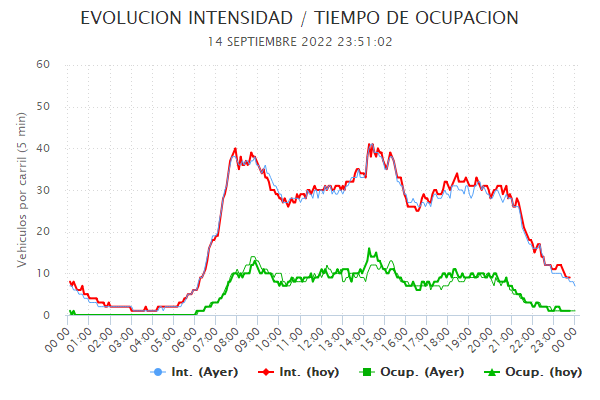 EVOLUCION INTENSIDAD / TIEMPO DE OCUPACION
14 SEPTIEMBRE 2022 23:51:02
Vehiculos por carril (5 min)
60
50
40
30
20
10
0
00:00 01:00 02:00 03:00 04:00 05:00 06:00 07:00 08:00 09:00 10:00 11:00 12:00 13:00 14:00 15:00 16:00 17:00 18:00 19:00 20:00 21:00 22:00 23:00 00:00
Int. (Ayer) Int. (hoy) Ocup. (Ayer) Ocup. (hoy)